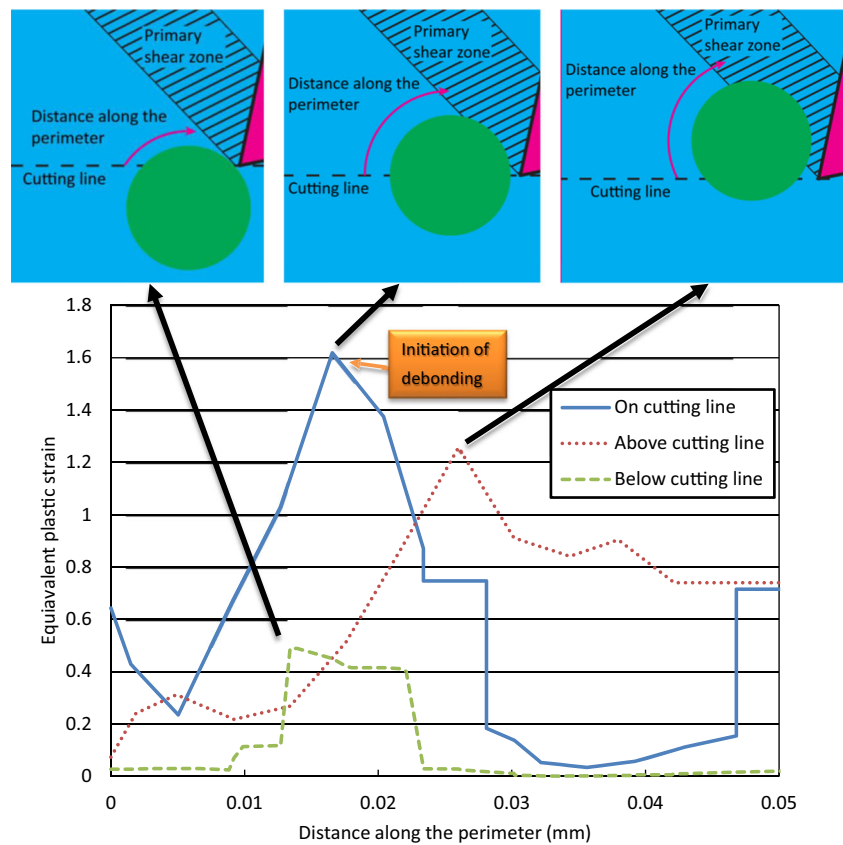 Primary
shear zone
Distance along the
perimeter
Cutting line
Primary
shear zone
Distance along the
perimeter
Cutting line
Primary
shear zone
Distance along the
perimeter
Cutting line
1.8
1.6
1.4
1.2
1
0.8
0.6
0.4
0.2
0
Equiavalent plastic strain
Initiation of
debonding
On cutting line
Above cutting line
Below cutting line
0 0.01 0.02 0.03 0.04 0.05
Distance along the perimeter (mm)